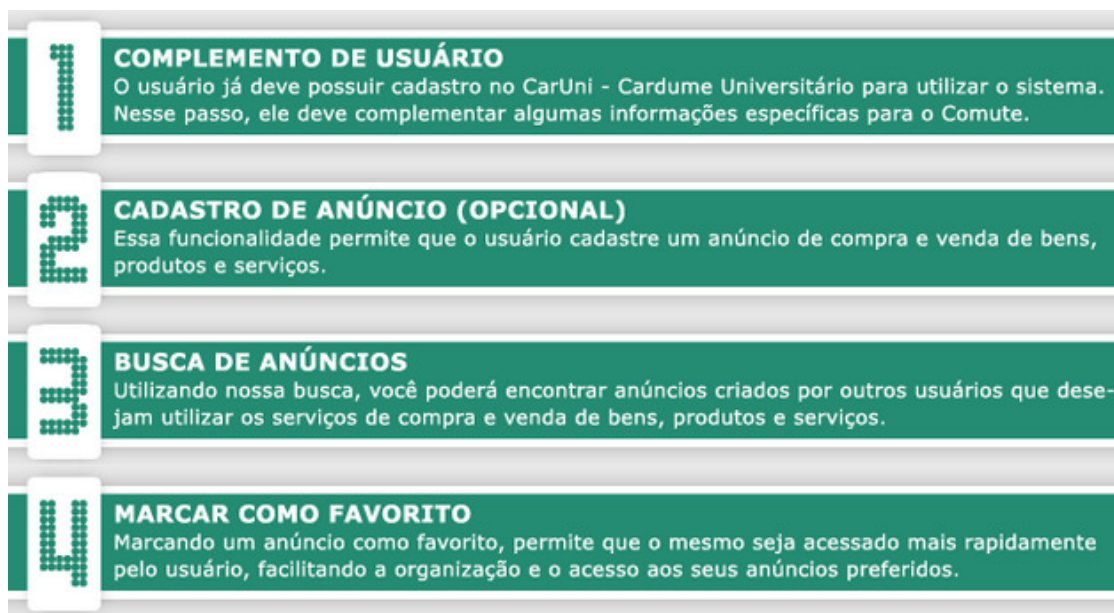 1
COMPLEMENTO DE USUÁRIO
O usuário já deve possuir cadastro no CarUni - Cardume Universitário para utilizar o sistema.
Nesse passo, ele deve complementar algumas informações específicas para o Comute.
2
CADASTRO DE ANÚNCIO (OPCIONAL)
Essa funcionalidade permite que o usuário cadastre um anúncio de compra e venda de bens,
produtos e serviços.
3
BUSCA DE ANÚNCIOS
Utilizando nossa busca, você poderá encontrar anúncios criados por outros usuários que dese-
jam utilizar os serviços de compra e venda de bens, produtos e serviços.
4
MARCAR COMO FAVORITO
Marcando um anúncio como favorito, permite que o mesmo seja acessado mais rapidamente
pelo usuário, facilitando a organização e o acesso aos seus anúncios preferidos.